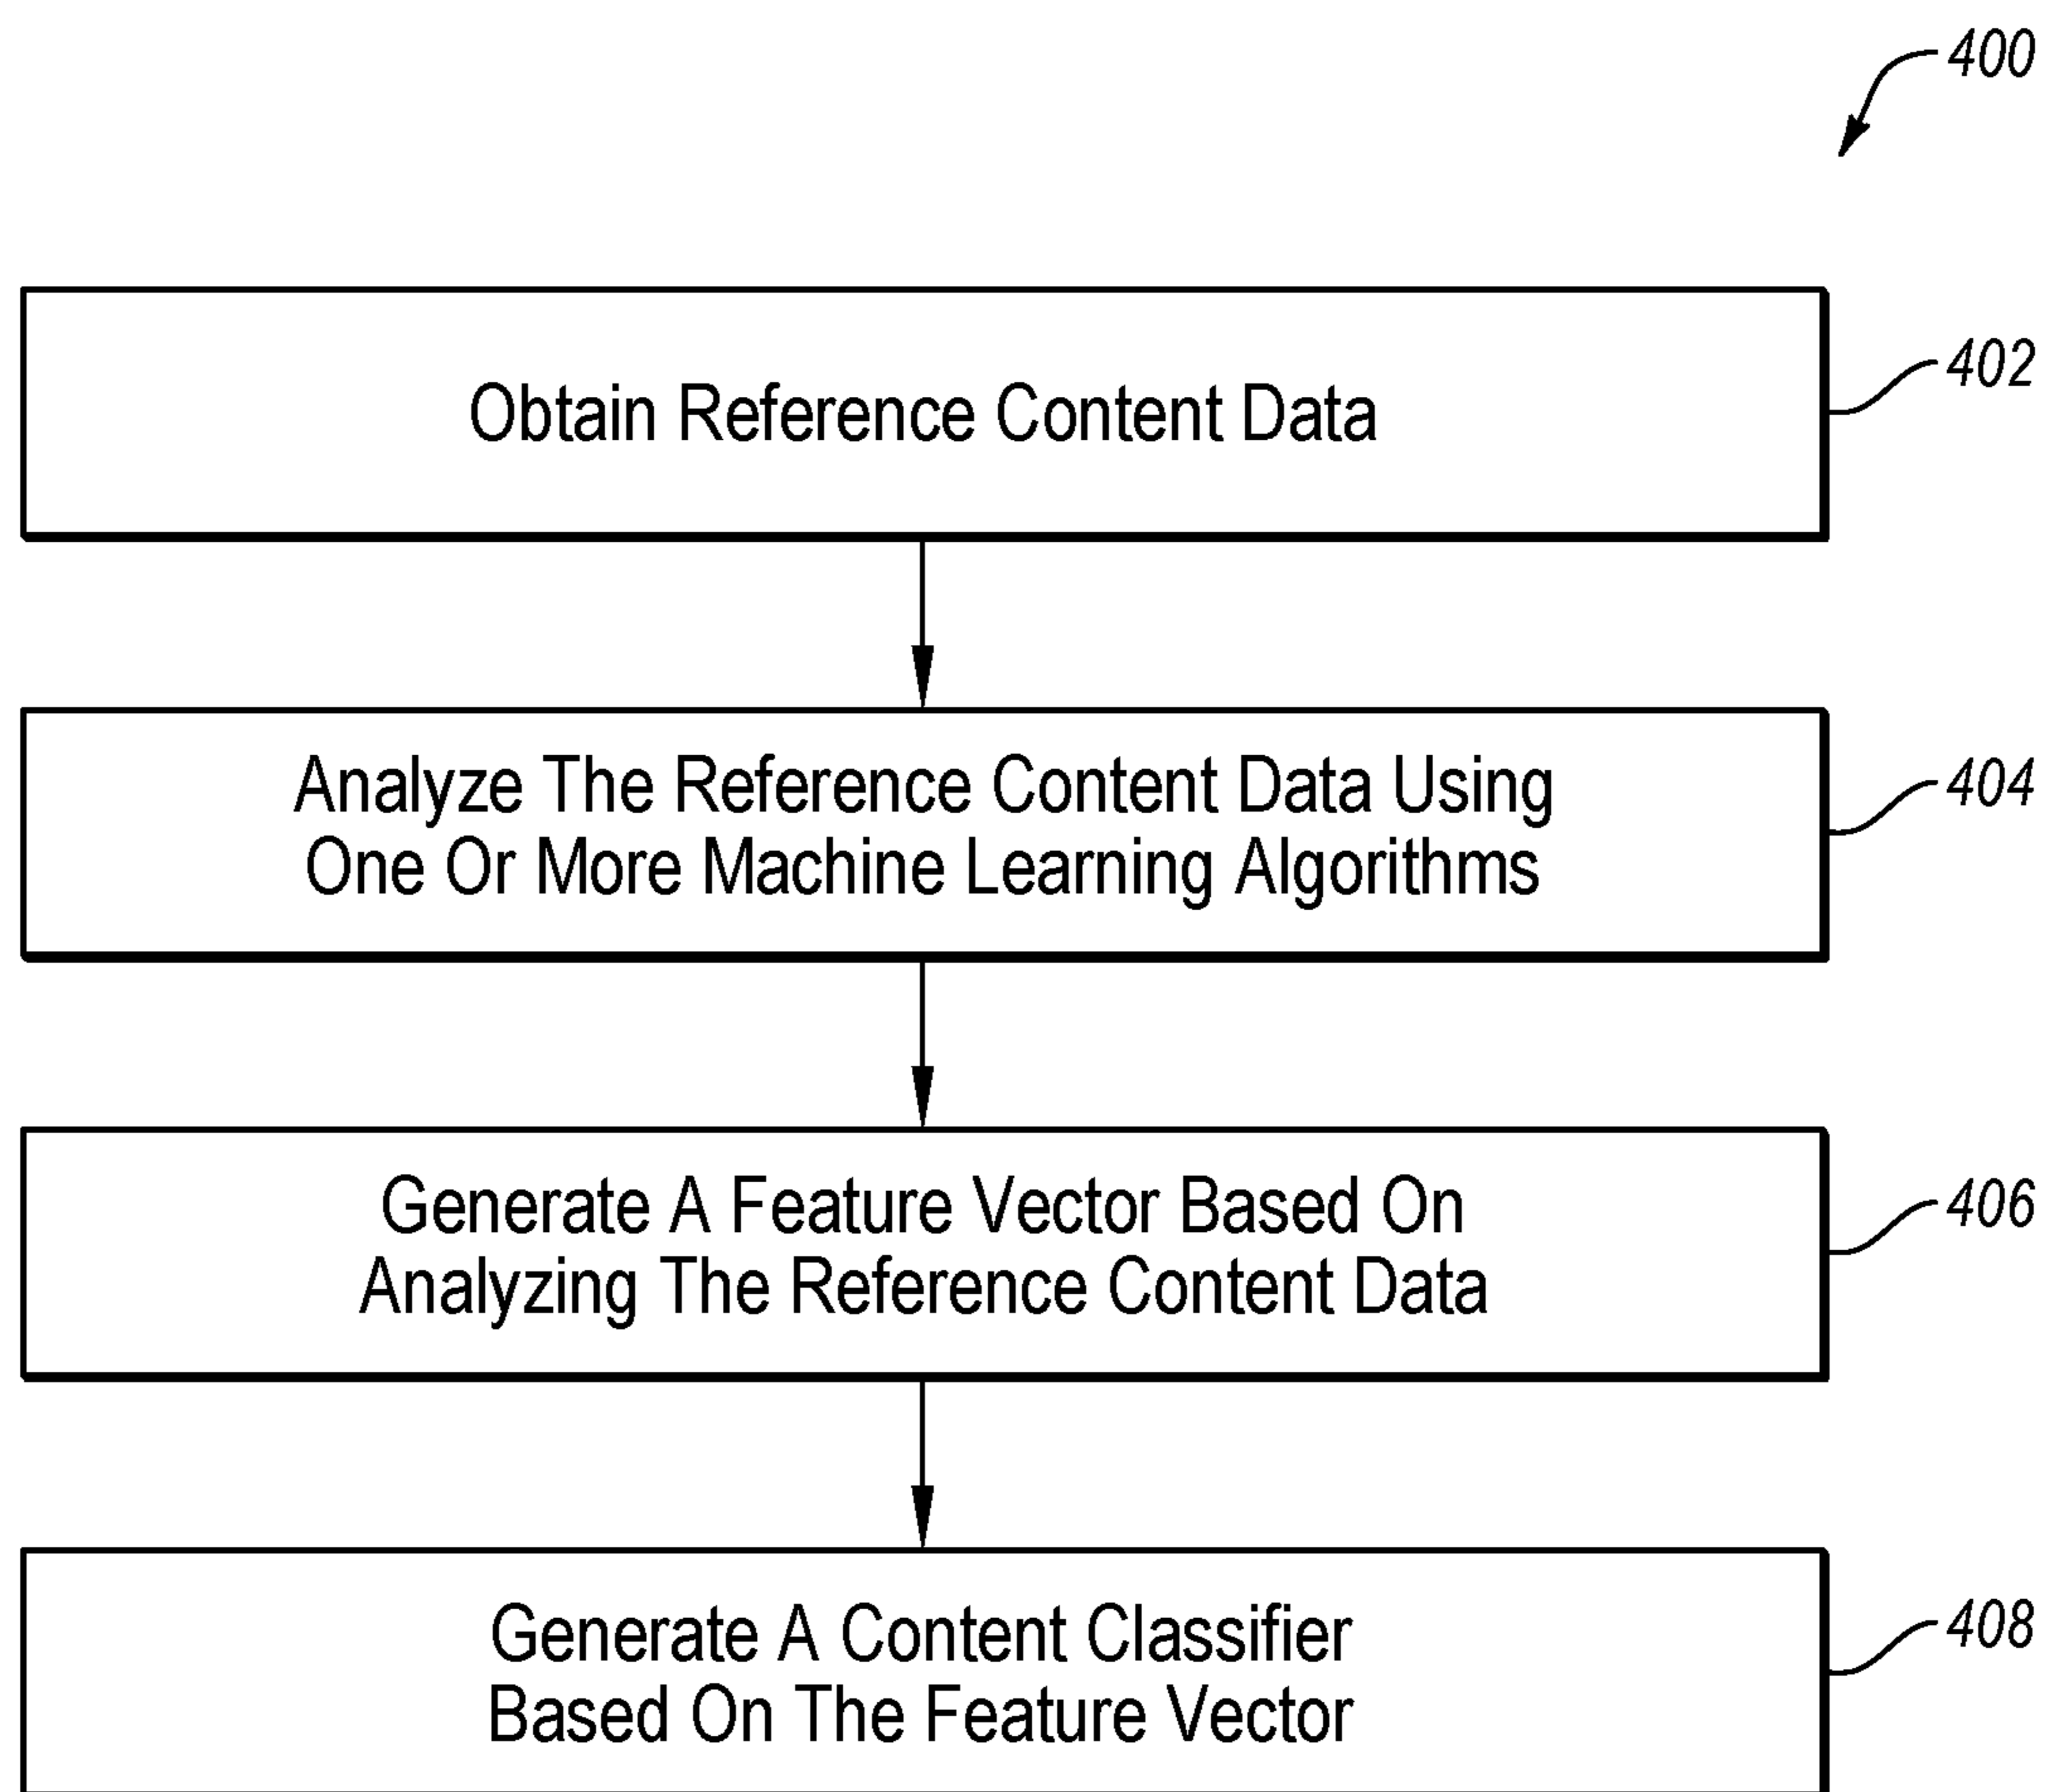 400
Obtain Reference Content Data
402
Analyze The Reference Content Data Using
One Or More Machine Learning Algorithms
404
Generate A Feature Vector Based On
Analyzing The Reference Content Data
406
Generate A Content Classifier
Based On The Feature Vector
408